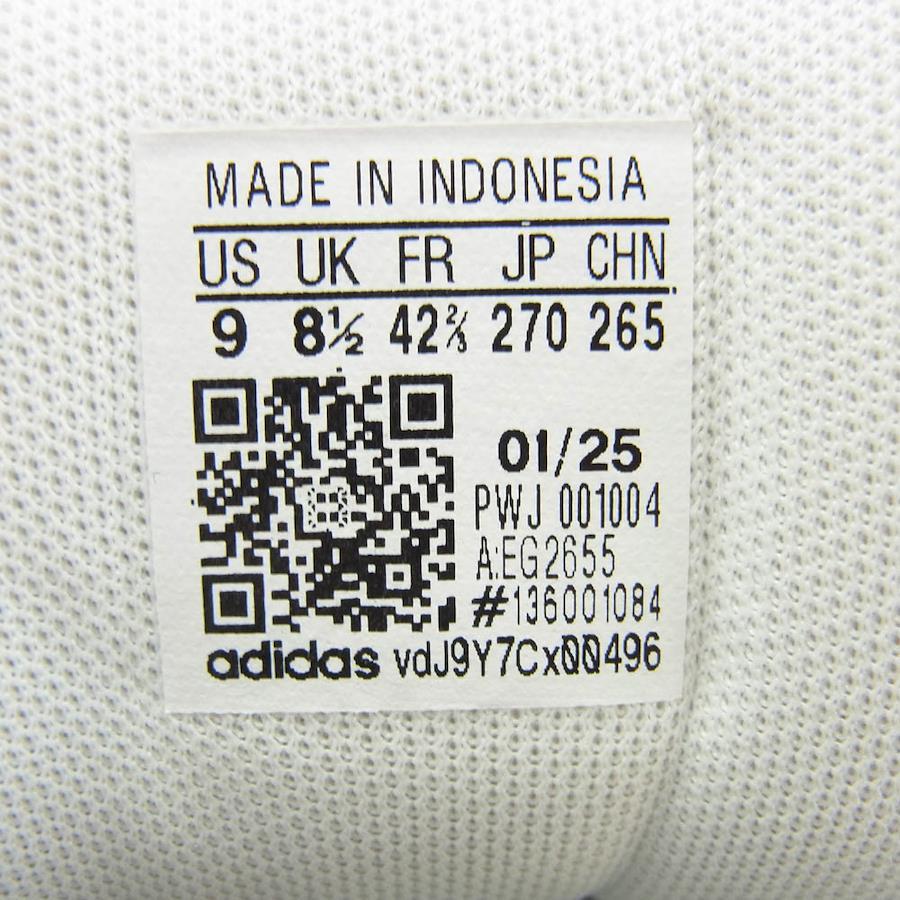 MADE IN INDONESIA
US UK FR JP CHN
9 8½ 42⅔ 270 265
01/25
PWJ 001004
A:EG2655
#136001084
adidas vdJ9Y7Cx00496